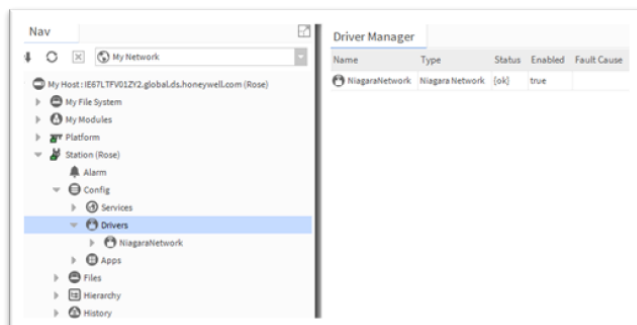 Nav
My Network
My Host : IE67LTFV01ZY2.global.ds.honeywell.com (Rose)
My File System
My Modules
Platform
Station (Rose)
Alarm
Config
Services
Drivers
NiagaraNetwork
Apps
Files
Hierarchy
History
Driver Manager
Name Type Status Enabled Fault Cause
NiagaraNetwork Niagara Network {ok} true